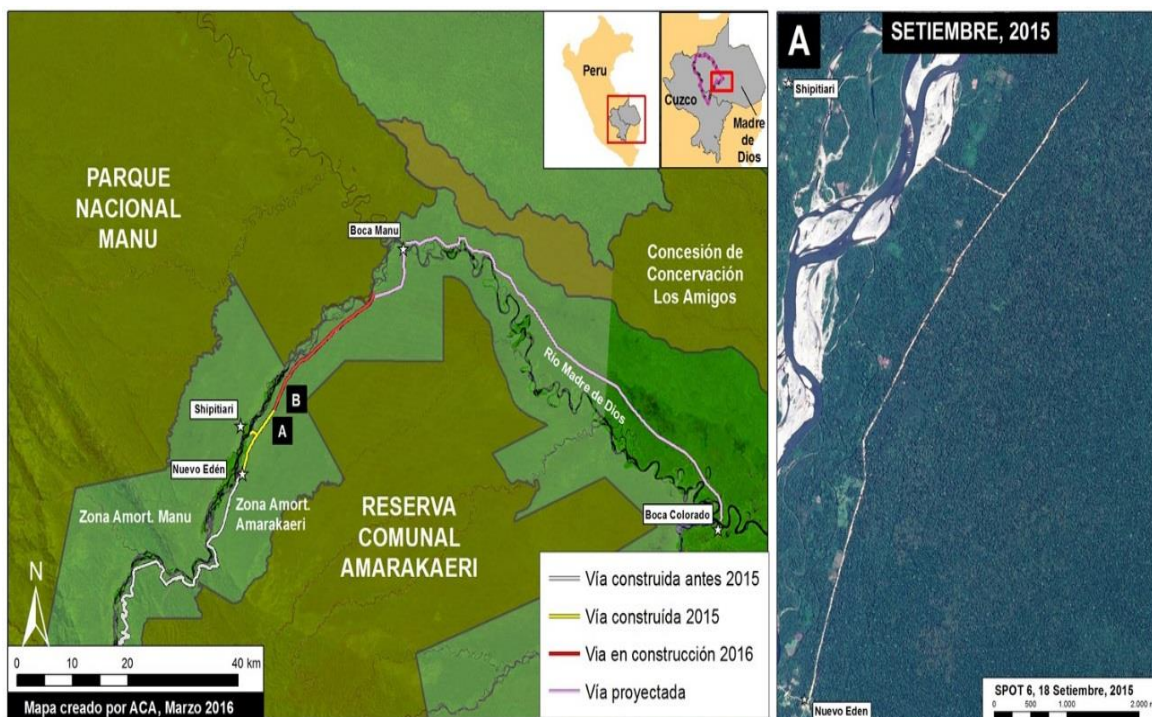 PARQUE
NACIONAL
MANU
Boca Manu
Peru
Cuzco
Madre
de
Dios
Concesión de
Concervación
Los Amigos
Río Madre de Dios
B
Shipitiari
A
Nuevo Edén
Zona Amort. Manu
Zona Amort.
Amarakaeri
RESERVA
COMUNAL
AMARAKAERI
Boca Colorado
N
0 10 20 40 km
Mapa creado por ACA, Marzo 2016
Vía construida antes 2015
Vía construída 2015
Via en construcción 2016
Vía proyectada
A
SETIEMBRE, 2015
Shipitiari
Nuevo Eden
SPOT 6, 18 Setiembre, 2015
0 500 1.000 2.000